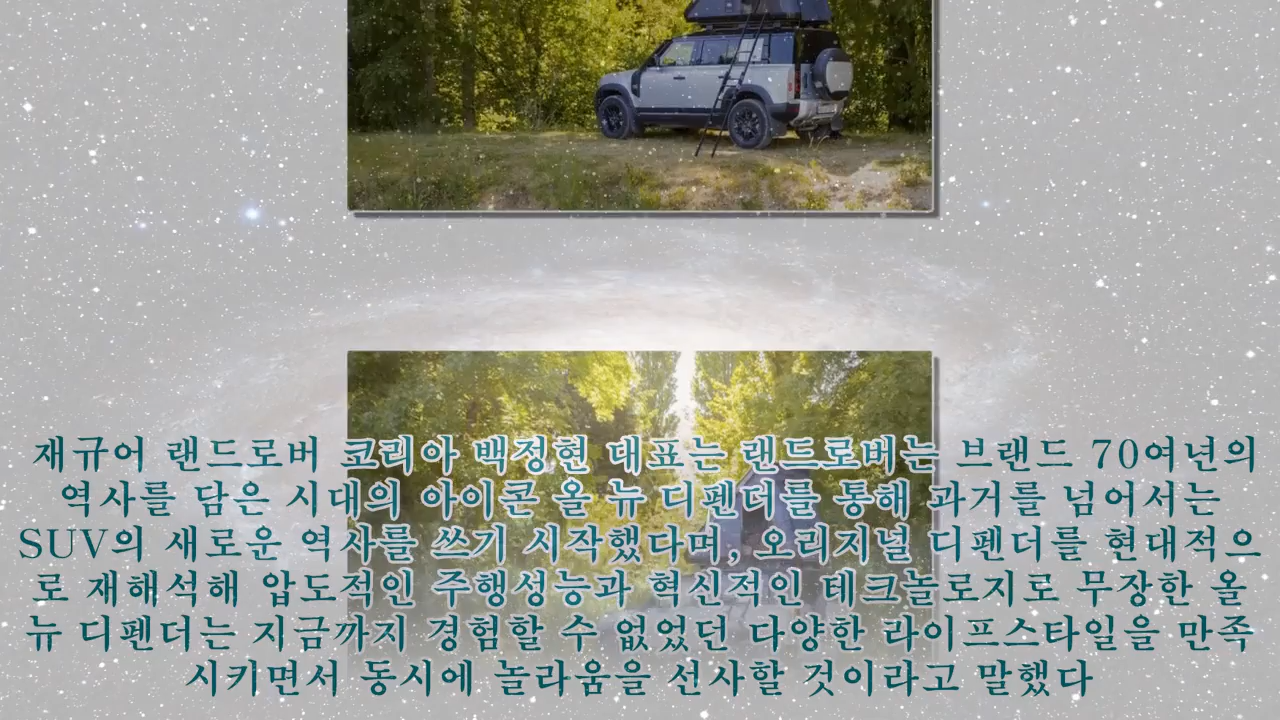 재규어 랜드로버 코리아 백정현 대표는 랜드로버는 브랜드 70여년의
역사를 담은 시대의 아이콘 올 뉴 디펜더를 통해 과거를 넘어서는
SUV의 새로운 역사를 쓰기 시작했다며, 오리지널 디펜더를 현대적으
로 재해석해 압도적인 주행성능과 혁신적인 테크놀로지로 무장한 올
뉴 디펜더는 지금까지 경험할 수 없었던 다양한 라이프스타일을 만족
시키면서 동시에 놀라움을 선사할 것이라고 말했다